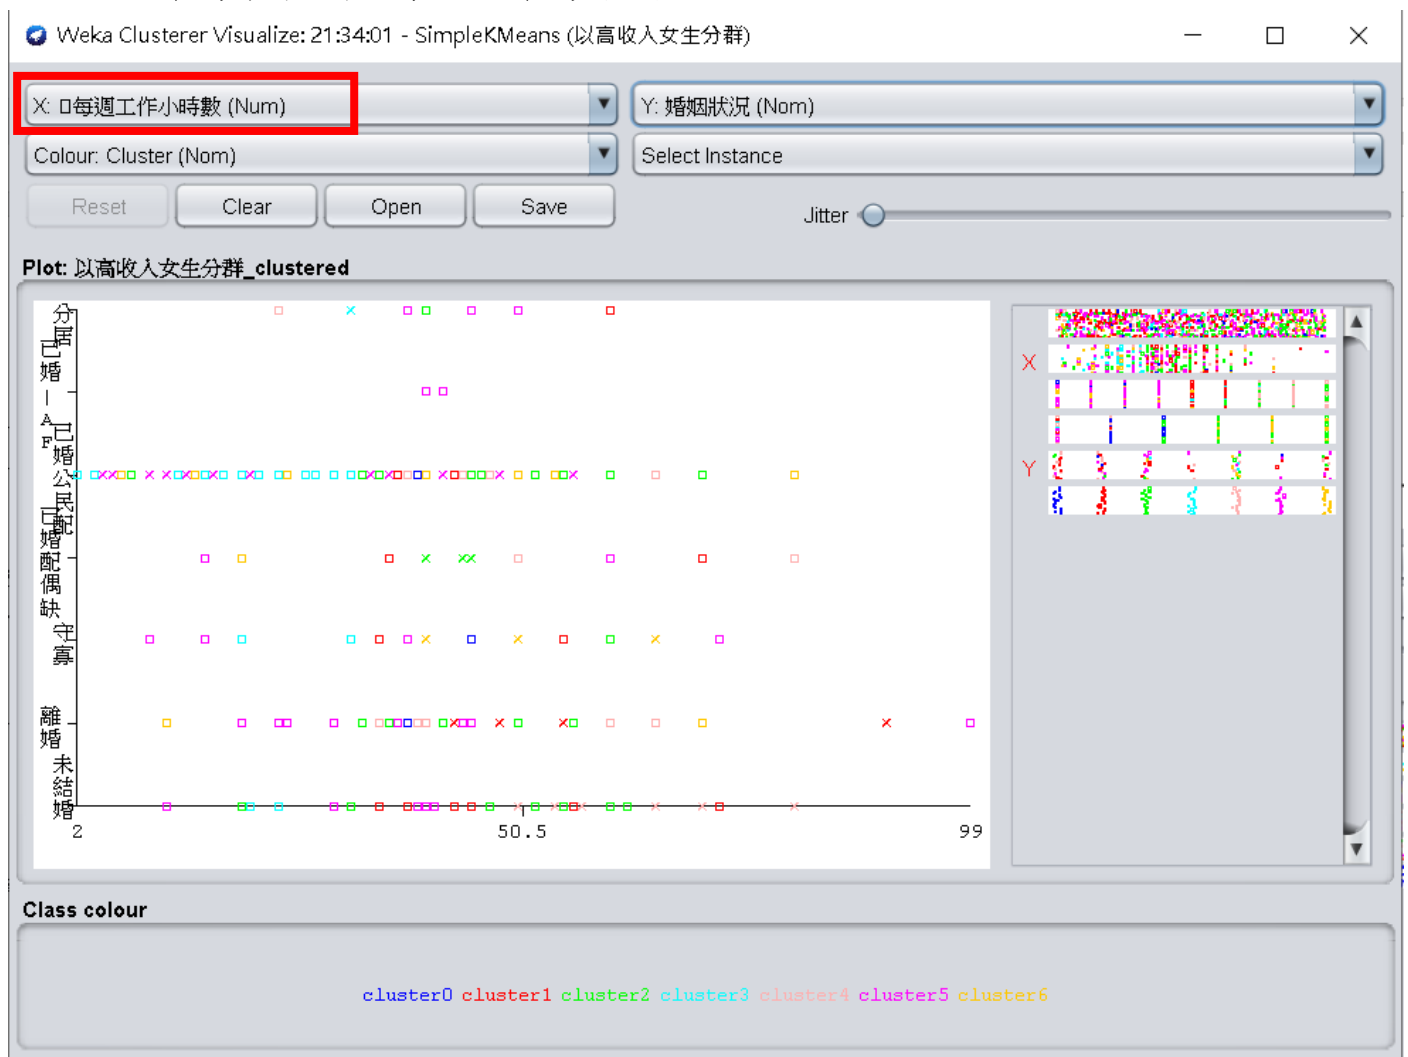 Weka Clusterer Visualize: 21:34:01 - SimpleKMeans (以高收入女生分群)
X: 每週工作小時數 (Num)
Y: 婚姻狀況 (Nom)
Colour: Cluster (Nom)
Select Instance
Reset Clear Open Save
Jitter
Plot: 以高收入女生分群_clustered
分居
已婚-AF
已婚公民配
已婚配偶缺
守寡
離婚
未結婚
2 50.5 99
X
Y
Class colour
cluster0 cluster1 cluster2 cluster3 cluster4 cluster5 cluster6